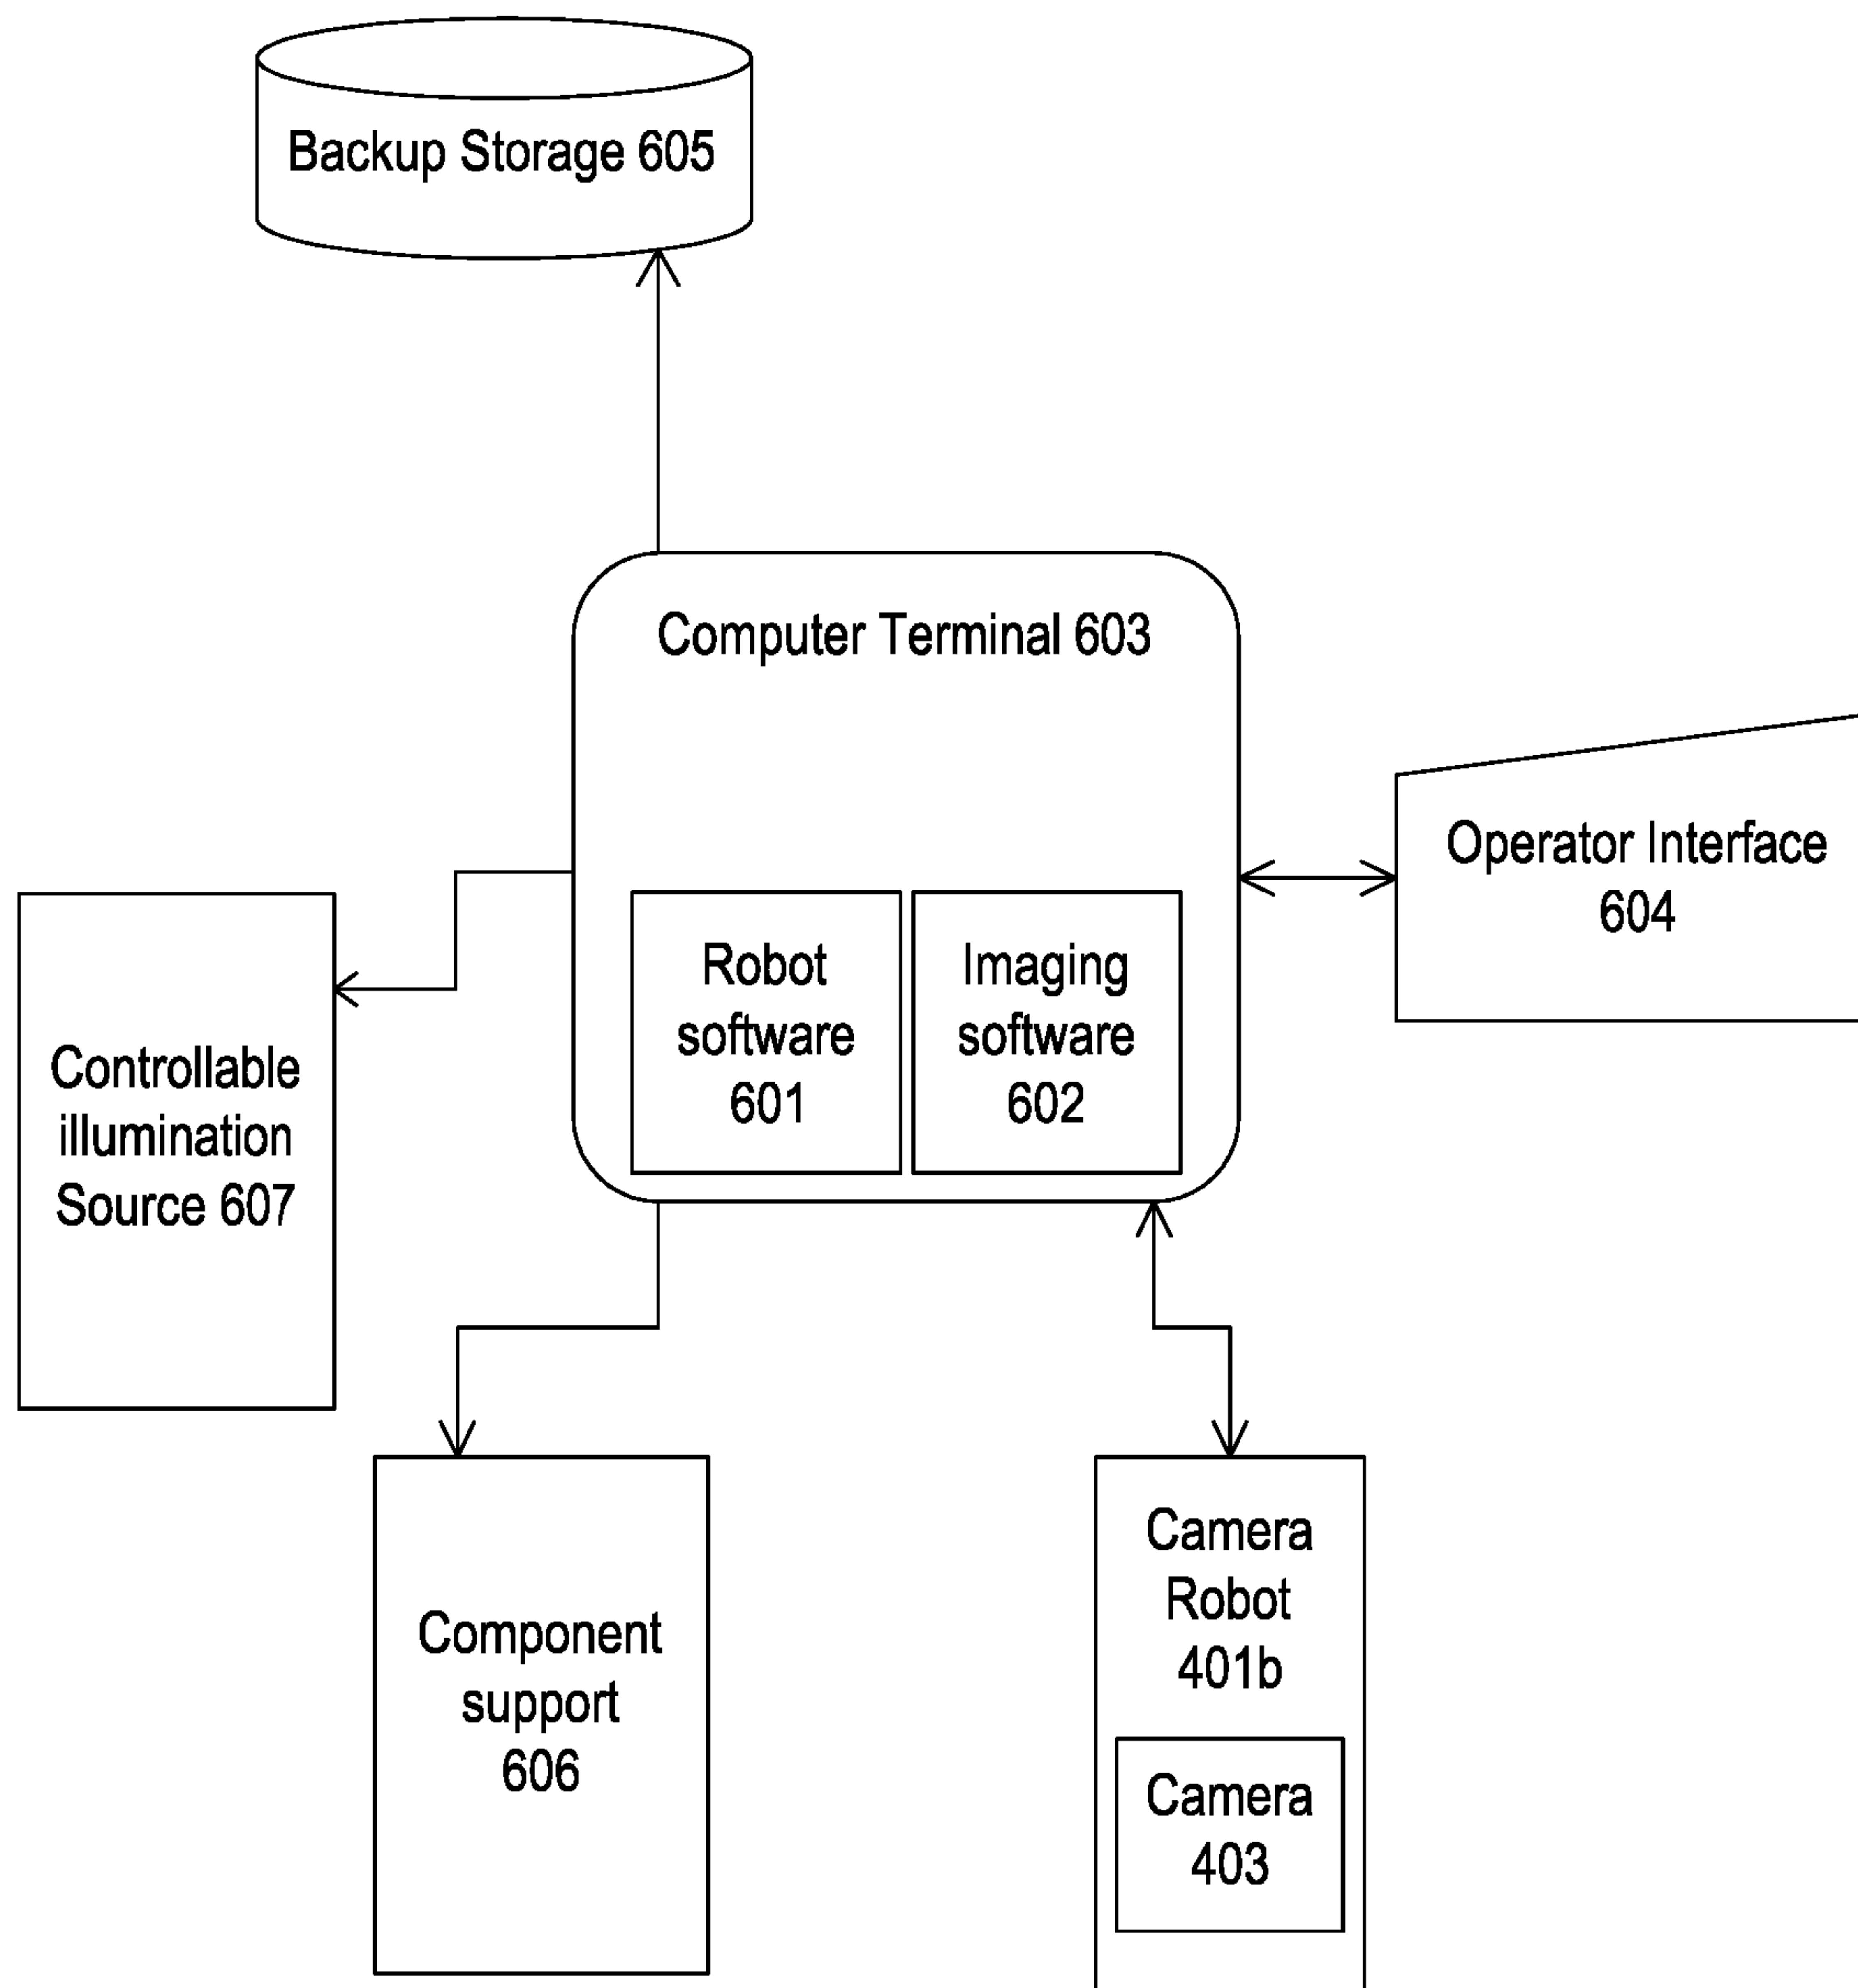 Backup Storage 605
Computer Terminal 603
Operator Interface
604
Robot
software
601
Imaging
software
602
Controllable
illumination
Source 607
Component
support
606
Camera
Robot
401b
Camera
403